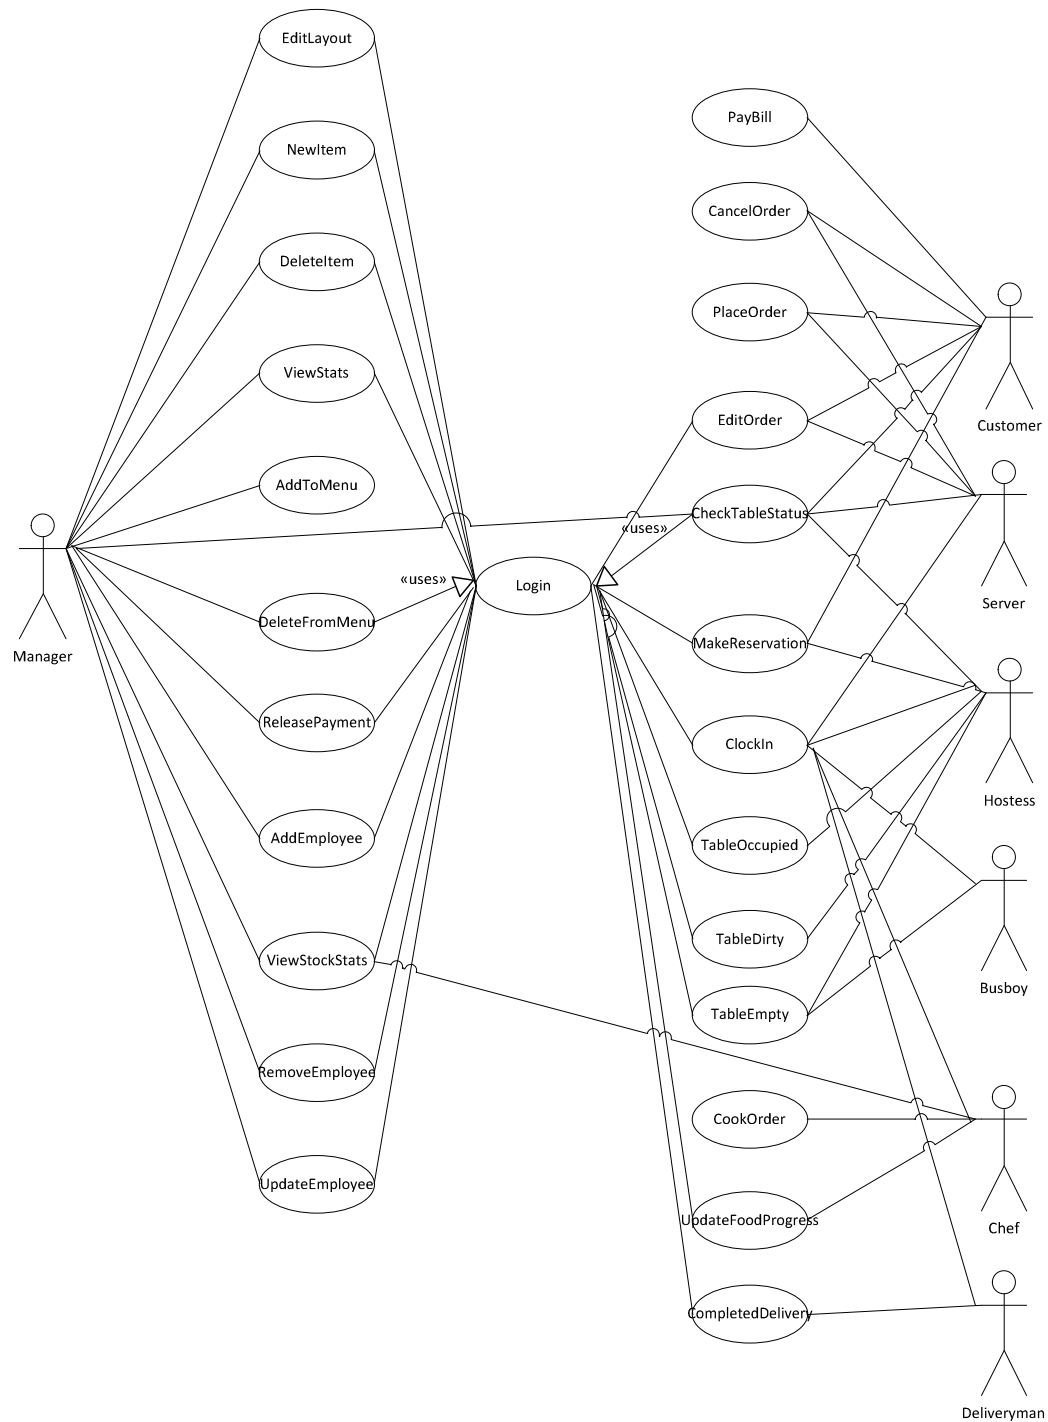 EditLayout
NewItem
DeleteItem
ViewStats
AddToMenu
DeleteFromMenu
ReleasePayment
AddEmployee
ViewStockStats
RemoveEmployee
UpdateEmployee
Manager
«uses»
Login
«uses»
PayBill
CancelOrder
PlaceOrder
EditOrder
CheckTableStatus
MakeReservation
ClockIn
TableOccupied
TableDirty
TableEmpty
CookOrder
UpdateFoodProgress
CompletedDelivery
Customer
Server
Hostess
Busboy
Chef
Deliveryman